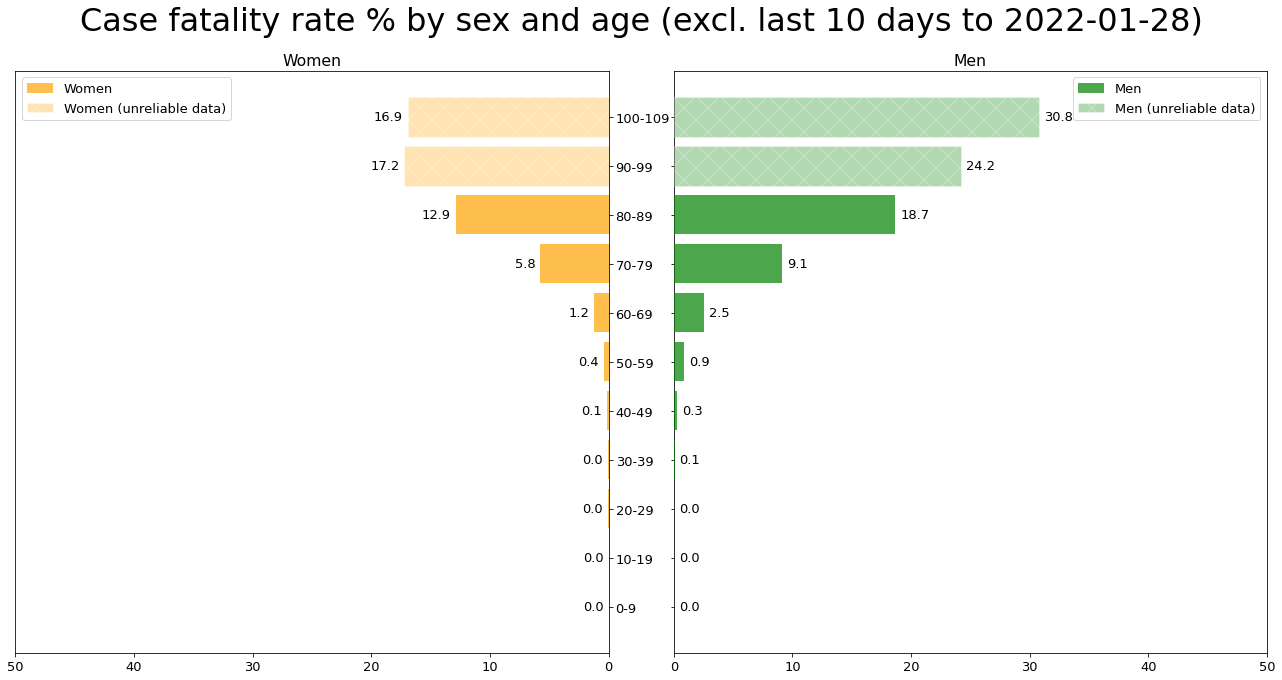 Case fatality rate % by sex and age (excl. last 10 days to 2022-01-28)
Women
Men
Women
Women (unreliable data)
Men
Men (unreliable data)
16.9 100-109 30.8
17.2 90-99 24.2
12.9 80-89 18.7
5.8 70-79 9.1
1.2 60-69 2.5
0.4 50-59 0.9
0.1 40-49 0.3
0.0 30-39 0.1
0.0 20-29 0.0
0.0 10-19 0.0
0.0 0-9 0.0
50 40 30 20 10 0 0 10 20 30 40 50